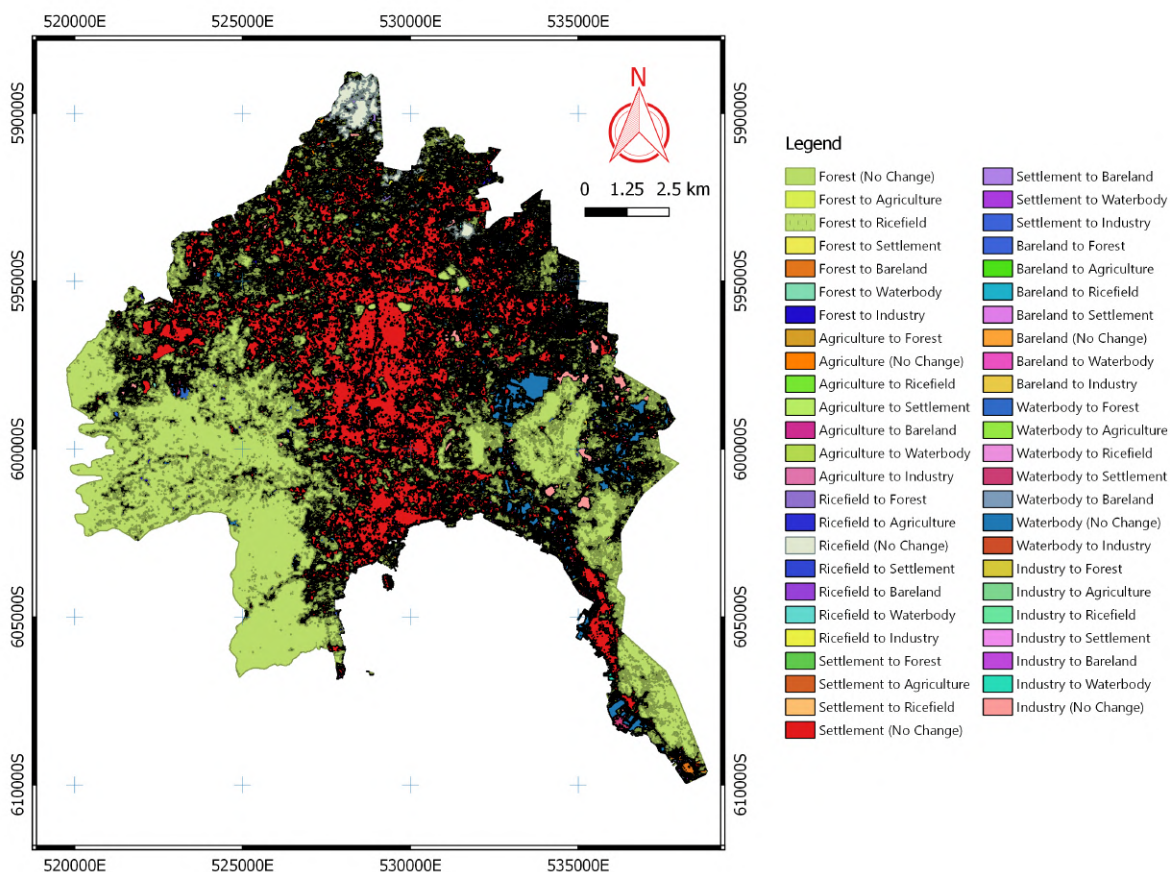 520000E 525000E 530000E 535000E
590000S 590000S
595000S 595000S
600000S 600000S
605000S 605000S
610000S 610000S
520000E 525000E 530000E 535000E
N
0 1.25 2.5 km
Legend
Forest (No Change)
Forest to Agriculture
Forest to Ricefield
Forest to Settlement
Forest to Bareland
Forest to Waterbody
Forest to Industry
Agriculture to Forest
Agriculture (No Change)
Agriculture to Ricefield
Agriculture to Settlement
Agriculture to Bareland
Agriculture to Waterbody
Agriculture to Industry
Ricefield to Forest
Ricefield to Agriculture
Ricefield (No Change)
Ricefield to Settlement
Ricefield to Bareland
Ricefield to Waterbody
Ricefield to Industry
Settlement to Forest
Settlement to Agriculture
Settlement to Ricefield
Settlement (No Change)
Settlement to Bareland
Settlement to Waterbody
Settlement to Industry
Bareland to Forest
Bareland to Agriculture
Bareland to Ricefield
Bareland to Settlement
Bareland (No Change)
Bareland to Waterbody
Bareland to Industry
Waterbody to Forest
Waterbody to Agriculture
Waterbody to Ricefield
Waterbody to Settlement
Waterbody to Bareland
Waterbody (No Change)
Waterbody to Industry
Industry to Forest
Industry to Agriculture
Industry to Ricefield
Industry to Settlement
Industry to Bareland
Industry to Waterbody
Industry (No Change)